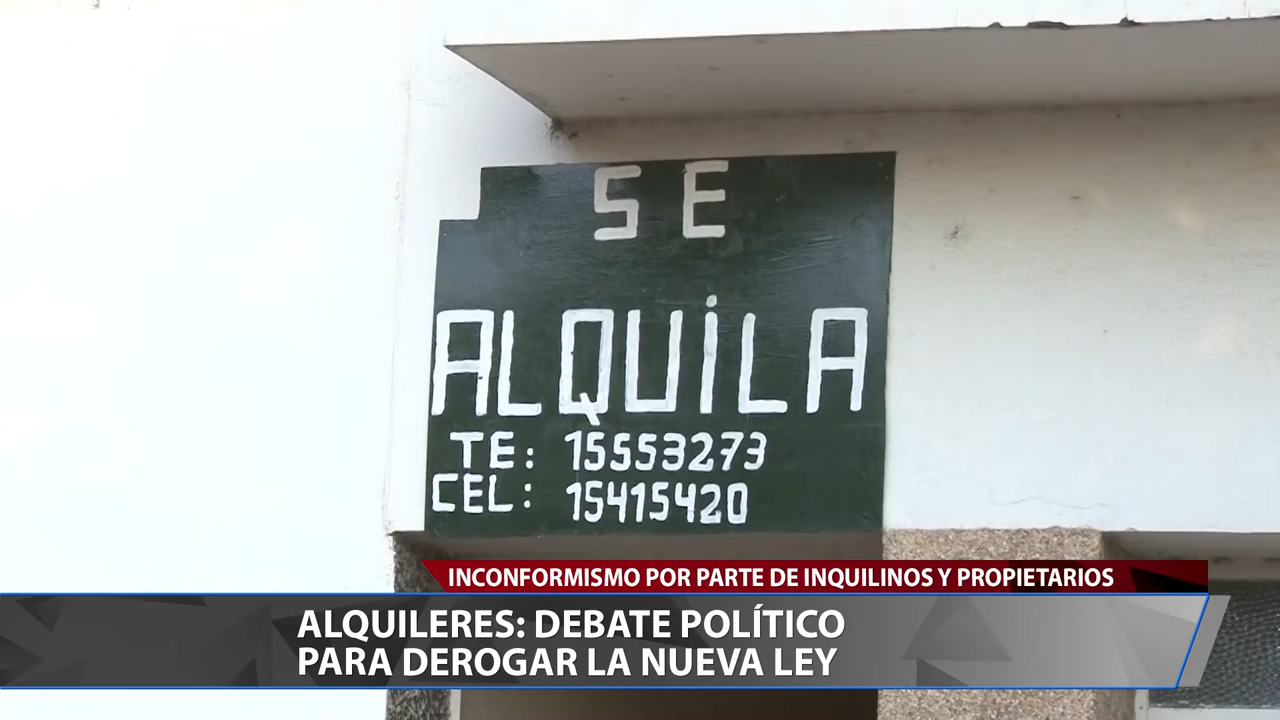 SE
ALQUiLA
TE: 15553273
CEL: 15415420
INCONFORMISMO POR PARTE DE INQUILINOS Y PROPIETARIOS
ALQUILERES: DEBATE POLÍTICO
PARA DEROGAR LA NUEVA LEY